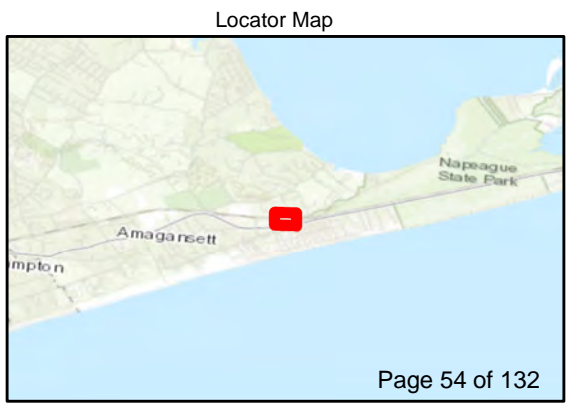 Locator Map
Napeague
State Park
Amagansett
mpton
Page 54 of 132